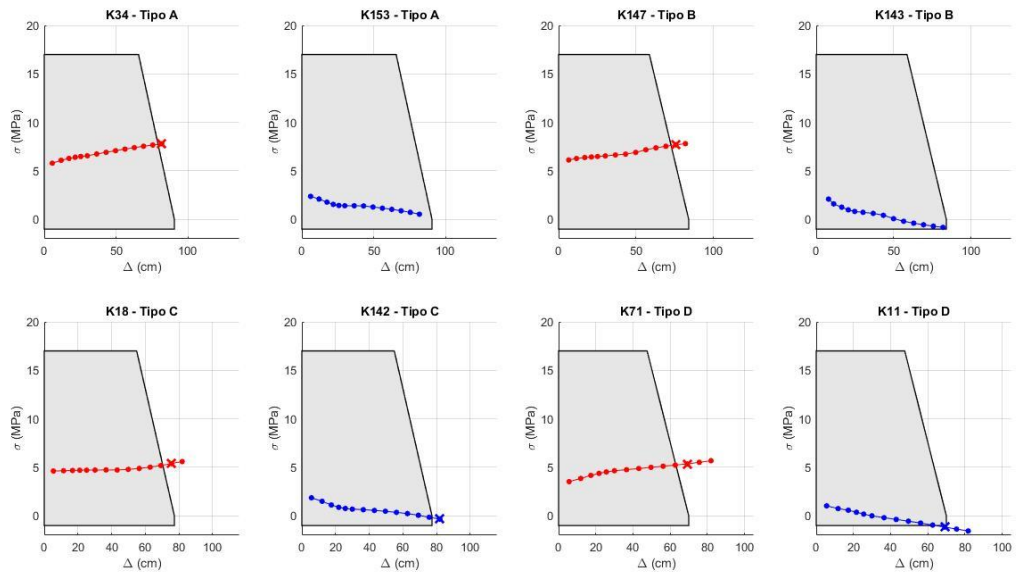 K34 - Tipo A
20
15
10
5
0
σ (MPa)
0
50
100
Δ (cm)
K153 - Tipo A
20
15
10
5
0
σ (MPa)
0
50
100
Δ (cm)
K147 - Tipo B
20
15
10
5
0
σ (MPa)
0
50
100
Δ (cm)
K143 - Tipo B
20
15
10
5
0
σ (MPa)
0
50
100
Δ (cm)
K18 - Tipo C
20
15
10
5
0
σ (MPa)
0 20 40 60 80 100
Δ (cm)
K142 - Tipo C
20
15
10
5
0
σ (MPa)
0 20 40 60 80 100
Δ (cm)
K71 - Tipo D
20
15
10
5
0
σ (MPa)
0 20 40 60 80 100
Δ (cm)
K11 - Tipo D
20
15
10
5
0
σ (MPa)
0 20 40 60 80 100
Δ (cm)